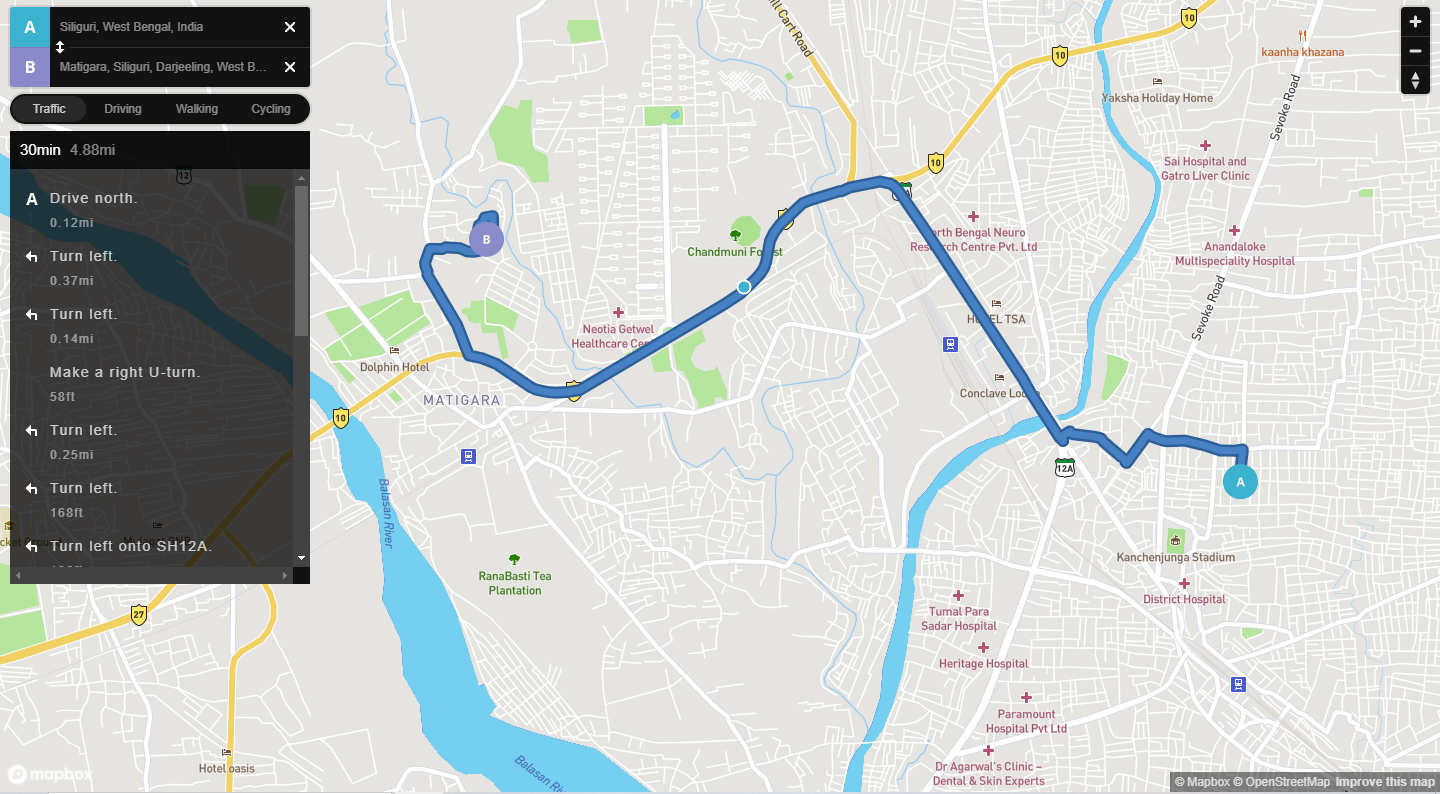 A
Siliguri, West Bengal, India
B
Matigara, Siliguri, Darjeeling, West B...
Traffic
Driving
Walking
Cycling
30min 4.88mi
A
Drive north.
0.12mi
Turn left.
0.37mi
Turn left.
0.14mi
Make a right U-turn.
58ft
Turn left.
0.25mi
Turn left.
168ft
Turn left onto SH12A.
12
ill Cart Road
10
10
10
kaanha khazana
Yaksha Holiday Home
Sevoke Road
Sai Hospital and
Gatro Liver Clinic
North Bengal Neuro
Research Centre Pvt. Ltd
Anandaloke
Multispeciality Hospital
B
Chandmuni Forest
Sevoke Road
HOTEL TSA
Neotia Getwel
Healthcare Cen
Dolphin Hotel
MATIGARA
10
Conclave Lod
12A
A
Balasan River
Kanchenjunga Stadium
District Hospital
RanaBasti Tea
Plantation
Tumal Para
Sadar Hospital
Heritage Hospital
27
Paramount
Hospital Pvt Ltd
Hotel oasis
Balasan Riv
Dr Agarwal's Clinic –
Dental & Skin Experts
mapbox
© Mapbox © OpenStreetMap Improve this map